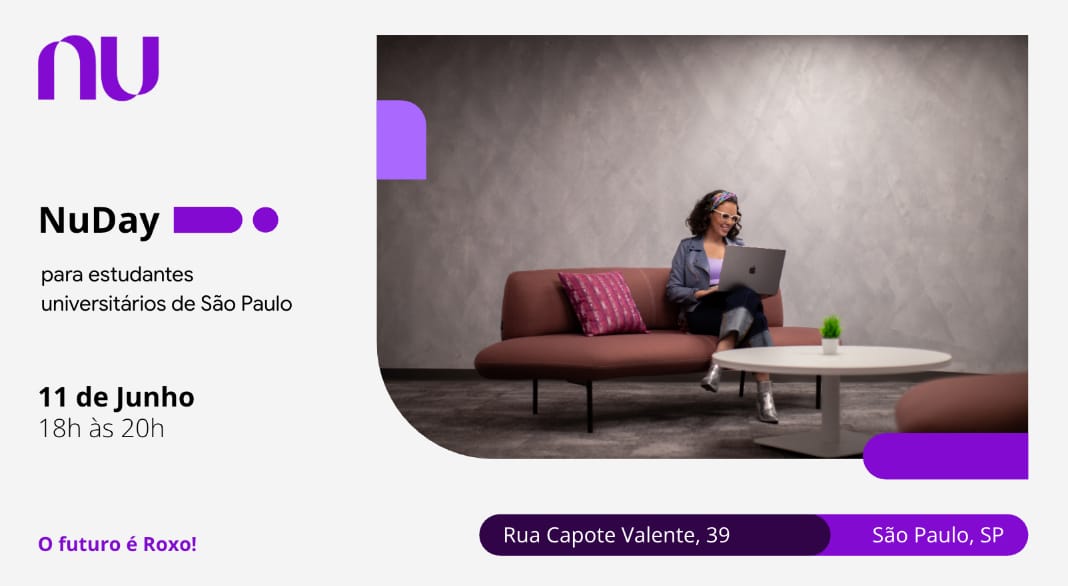 nu
NuDay
para estudantes
universitários de São Paulo
11 de Junho
18h às 20h
O futuro é Roxo!
Rua Capote Valente, 39
São Paulo, SP